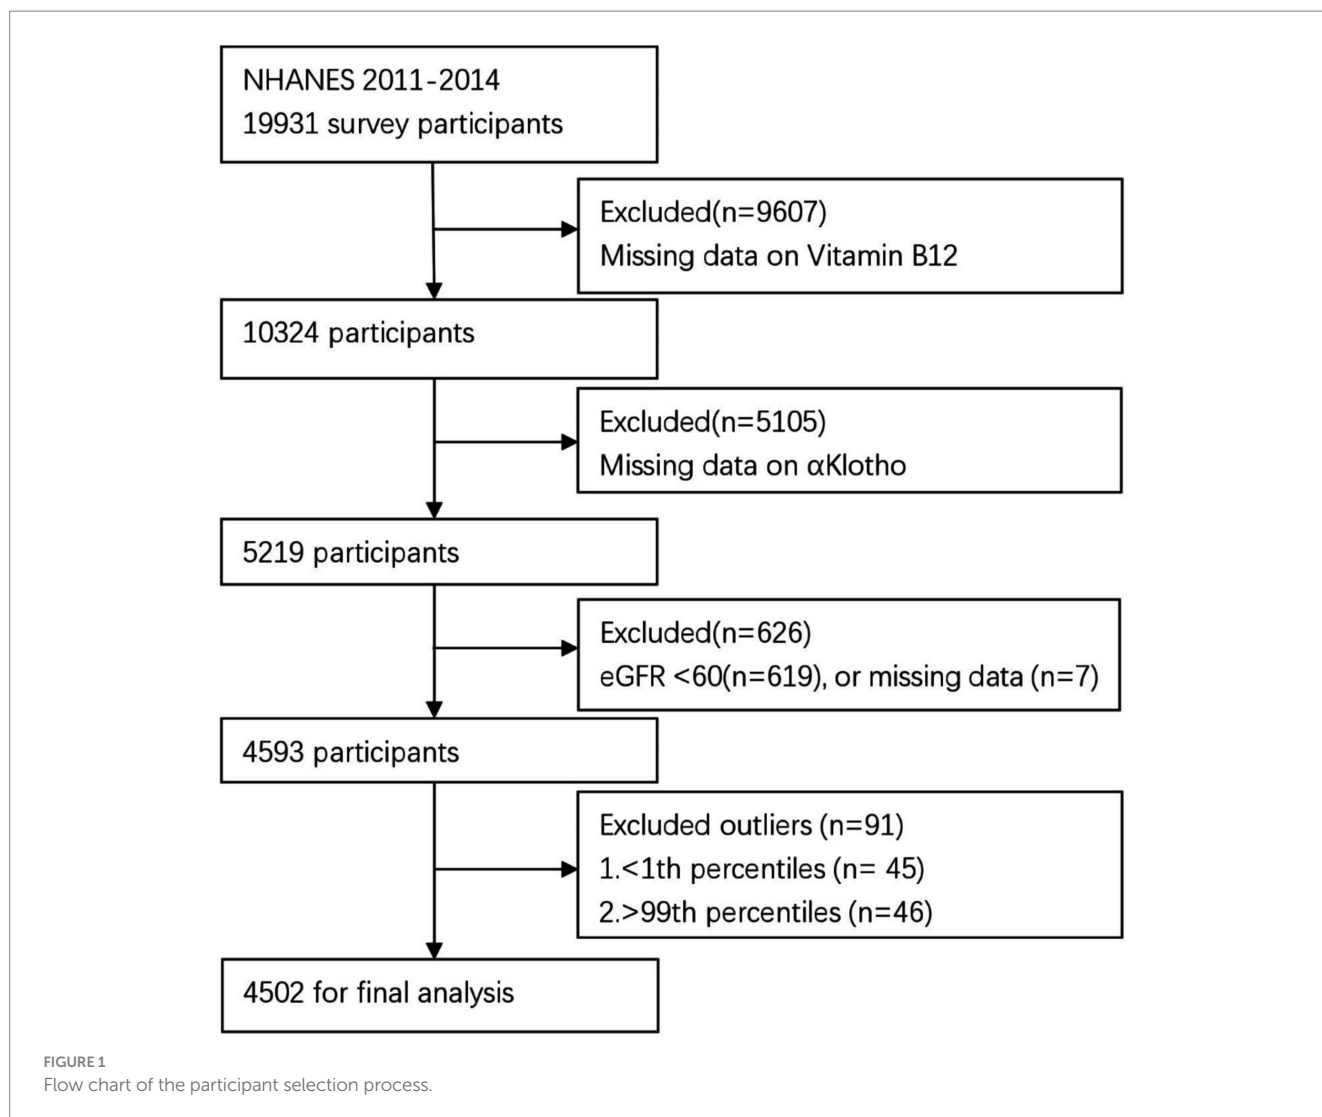 NHANES 2011-2014
19931 survey participants
Excluded(n=9607)
Missing data on Vitamin B12
10324 participants
Excluded(n=5105)
Missing data on αKlotho
5219 participants
Excluded(n=626)
eGFR <60(n=619), or missing data (n=7)
4593 participants
Excluded outliers (n=91)
1.<1th percentiles (n= 45)
2.>99th percentiles (n=46)
4502 for final analysis
FIGURE 1
Flow chart of the participant selection process.